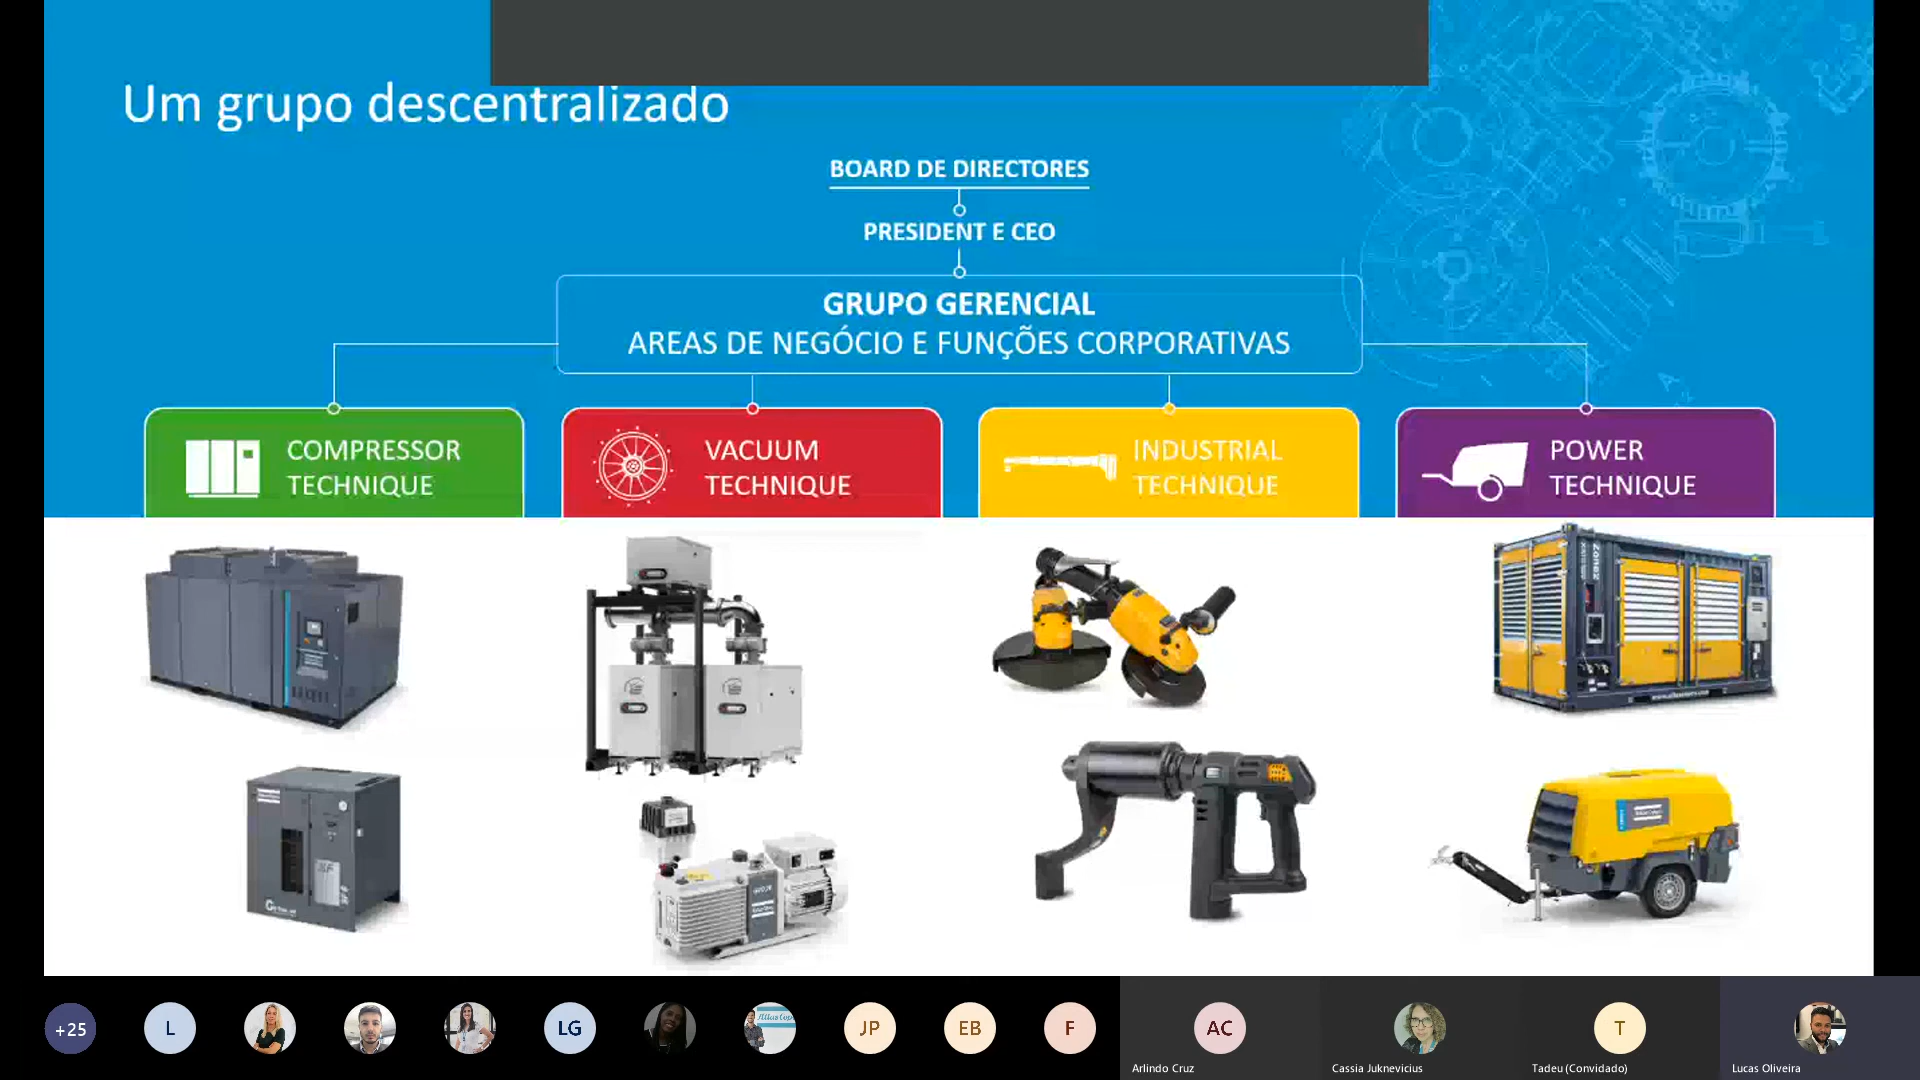 Um grupo descentralizado
BOARD DE DIRECTORES
PRESIDENT E CEO
GRUPO GERENCIAL
AREAS DE NEGÓCIO E FUNÇÕES CORPORATIVAS
COMPRESSOR
TECHNIQUE
VACUUM
TECHNIQUE
INDUSTRIAL
TECHNIQUE
POWER
TECHNIQUE
+25
L
LG
JP
EB
F
AC
T
Arlindo Cruz
Cassia Juknevicius
Tadeu (Convidado)
Lucas Oliveira